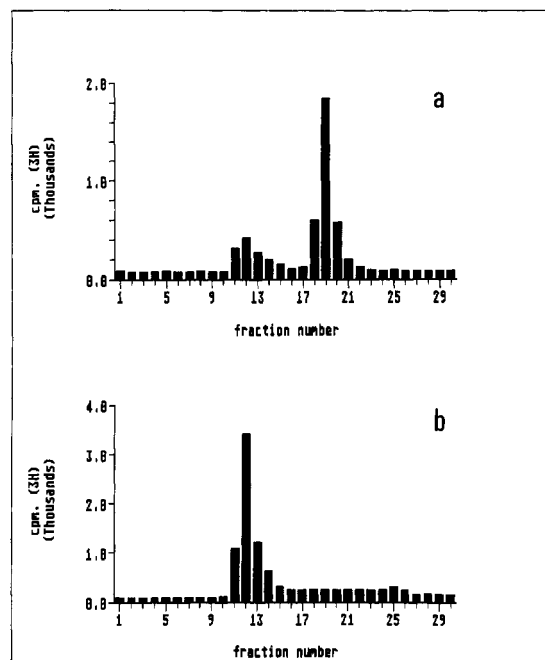 a
2.0
1.0
0.0
cpm. (3H)
(Thousands)
1 5 9 13 17 21 25 29
fraction number
b
4.0
3.0
2.0
1.0
0.0
cpm. (3H)
(Thousands)
1 5 9 13 17 21 25 29
fraction number